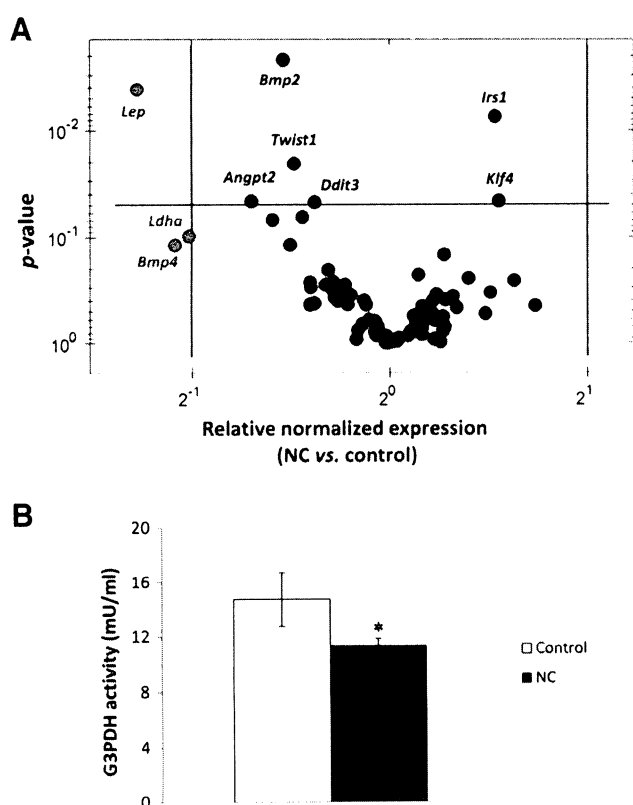 A
Bmp2
Lep
Irs1
10⁻²
Twist1
Angpt2
Ddit3
Klf4
Ldha
10⁻¹
Bmp4
10⁰
p-value
2⁻¹
2⁰
2¹
Relative normalized expression
(NC vs. control)
B
20
16
12
8
4
0
G3PDH activity (mU/ml)
*
Control
NC